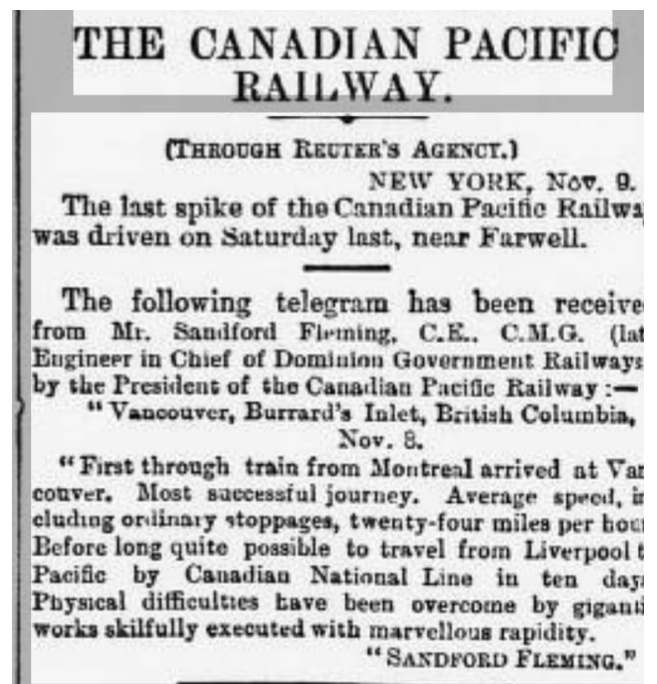 THE CANADIAN PACIFIC
RAILWAY.
(THROUGH REUTER'S AGENCY.)
NEW YORK, Nov. 9.
The last spike of the Canadian Pacific Railwa
was driven on Saturday last, near Farwell.
The following telegram has been receive
from Mr. Sandford Fleming, C.E., C.M.G. (lat
Engineer in Chief of Dominion Government Railways
by the President of the Canadian Pacific Railway :—
"Vancouver, Burrard's Inlet, British Columbia,
Nov. 8.
"First through train from Montreal arrived at Van
couver. Most successful journey. Average speed, in
cluding ordinary stoppages, twenty-four miles per hou
Before long quite possible to travel from Liverpool t
Pacific by Canadian National Line in ten day
Physical difficulties have been overcome by giganti
works skilfully executed with marvellous rapidity.
"SANDFORD FLEMING."